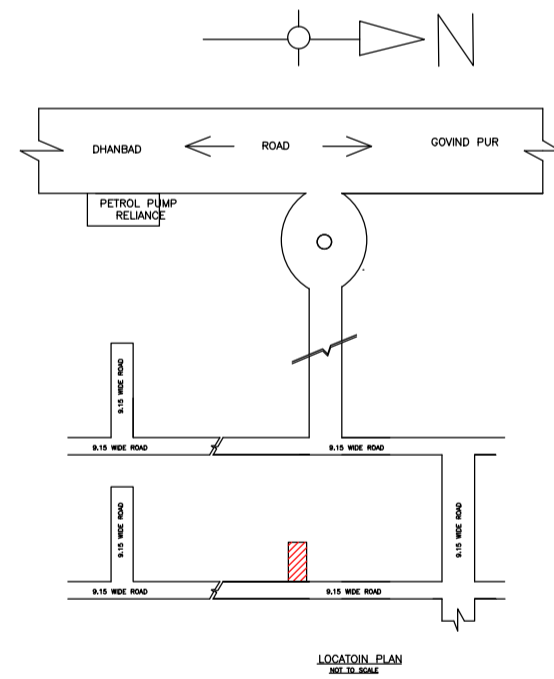 N
DHANBAD
ROAD
GOVIND PUR
PETROL PUMP
RELIANCE
9.15 WIDE ROAD
9.15 WIDE ROAD
9.15 WIDE ROAD
9.15 WIDE ROAD
9.15 WIDE ROAD
9.15 WIDE ROAD
9.15 WIDE ROAD
LOCATOIN PLAN
NOT TO SCALE